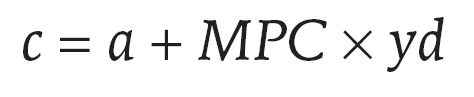 c = a + MPC × yd